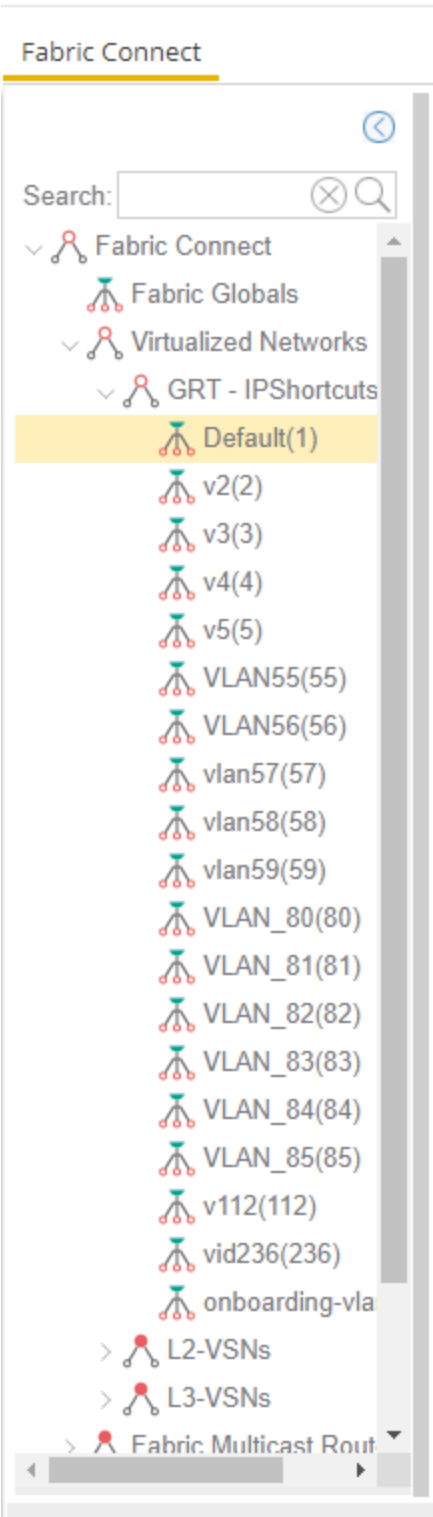 Fabric Connect
Search:
Fabric Connect
Fabric Globals
Virtualized Networks
GRT - IPShortcuts
Default(1)
v2(2)
v3(3)
v4(4)
v5(5)
VLAN55(55)
VLAN56(56)
vlan57(57)
vlan58(58)
vlan59(59)
VLAN_80(80)
VLAN_81(81)
VLAN_82(82)
VLAN_83(83)
VLAN_84(84)
VLAN_85(85)
v112(112)
vid236(236)
onboarding-vla
L2-VSNs
L3-VSNs
Fabric Multicast Rout